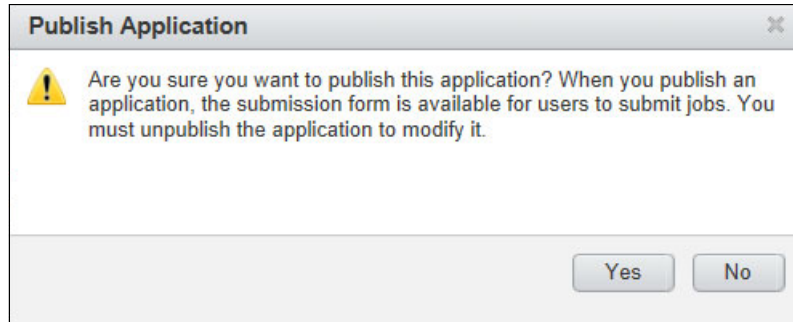 Publish Application
Are you sure you want to publish this application? When you publish an
application, the submission form is available for users to submit jobs. You
must unpublish the application to modify it.
Yes No